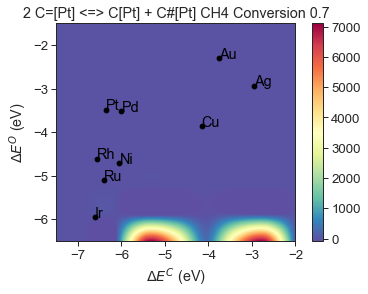 2 C=[Pt] <=> C[Pt] + C#[Pt] CH4 Conversion 0.7
−2
−3
−4
−5
−6
ΔE^O (eV)
Au
Ag
Pt
Pd
Cu
Rh
Ni
Ru
Ir
−7
−6
−5
−4
−3
−2
ΔE^C (eV)
7000
6000
5000
4000
3000
2000
1000
0